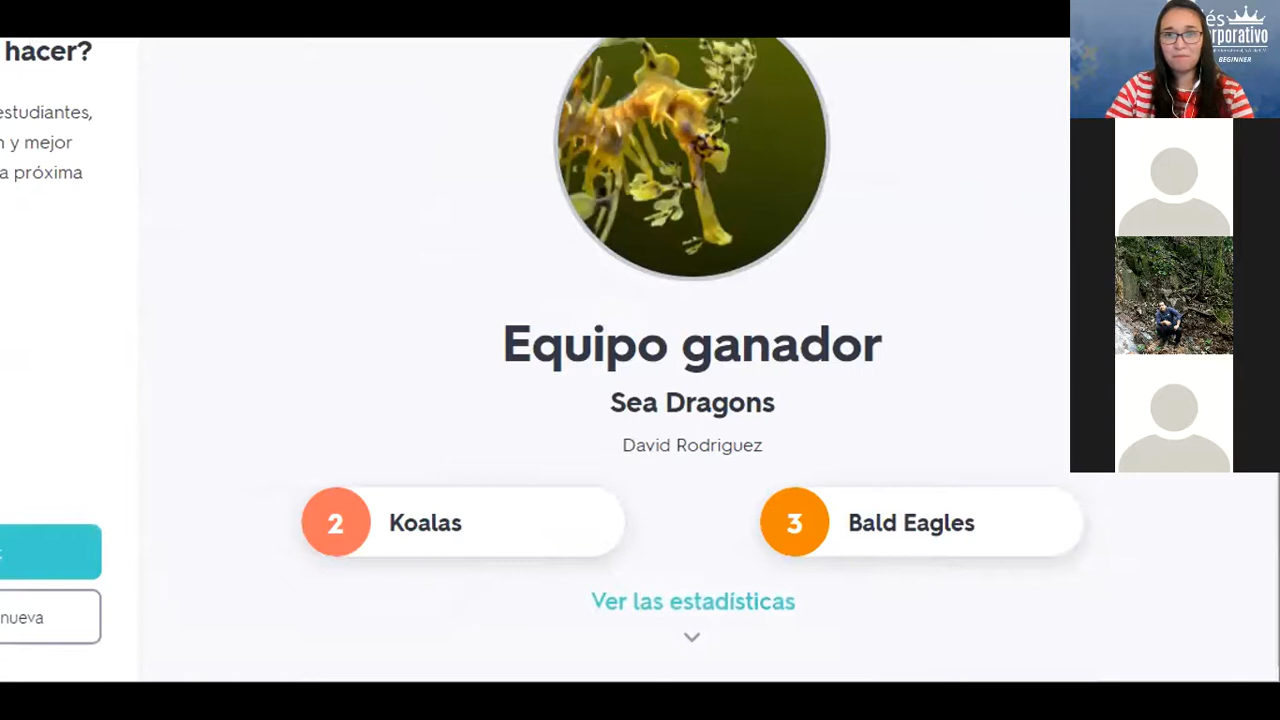 hacer?
estudiantes,
n y mejor
a próxima
nueva
Equipo ganador
Sea Dragons
David Rodriguez
2 Koalas
3 Bald Eagles
Ver las estadísticas
és
rporativo
BEGINNER